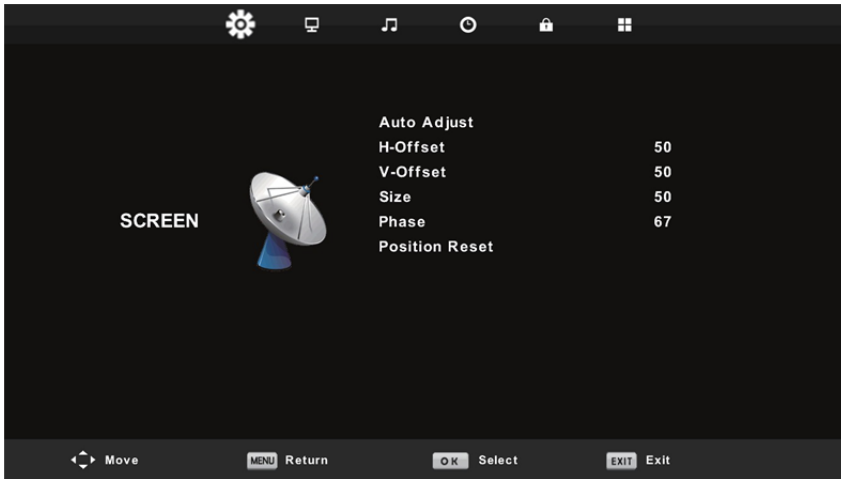 Auto Adjust
H-Offset 50
V-Offset 50
Size 50
SCREEN
Phase 67
Position Reset
Move MENU Return OK Select EXIT Exit